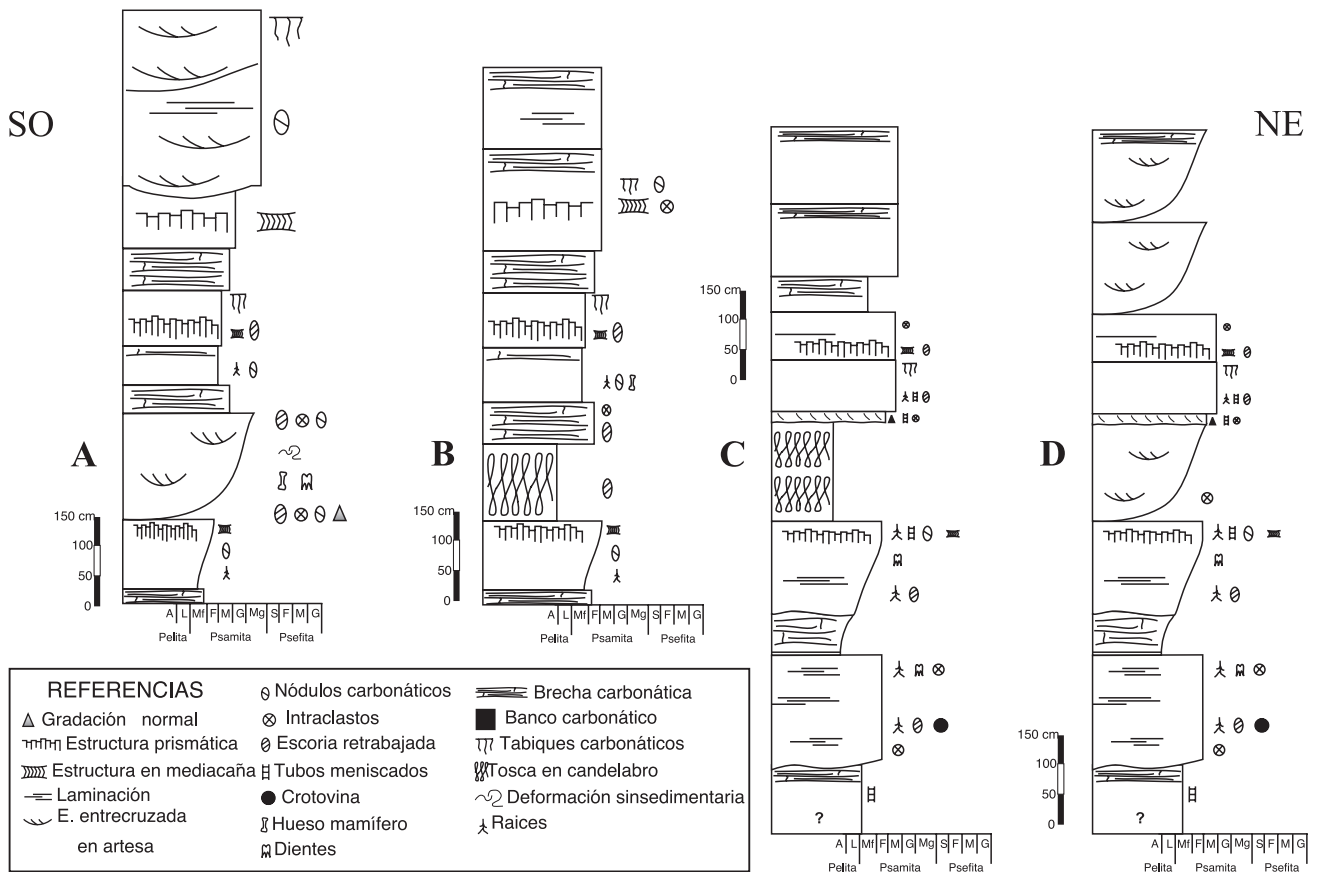 SO
NE
A
B
C
D
150 cm
100
50
0
150 cm
100
50
0
150 cm
100
50
0
150 cm
100
50
0
?
?
A L Mf F M G Mg S F M G
Pelita Psamita Psefita
A L Mf F M G Mg S F M G
Pelita Psamita Psefita
A L Mf F M G Mg S F M G
Pelita Psamita Psefita
A L Mf F M G Mg S F M G
Pelita Psamita Psefita
REFERENCIAS
Gradación normal
Estructura prismática
Estructura en mediacaña
Laminación
E. entrecruzada
en artesa
Nódulos carbonáticos
Intraclastos
Escoria retrabajada
Tubos meniscados
Crotovina
Hueso mamífero
Dientes
Brecha carbonática
Banco carbonático
Tabiques carbonáticos
Tosca en candelabro
Deformación sinsedimentaria
Raices